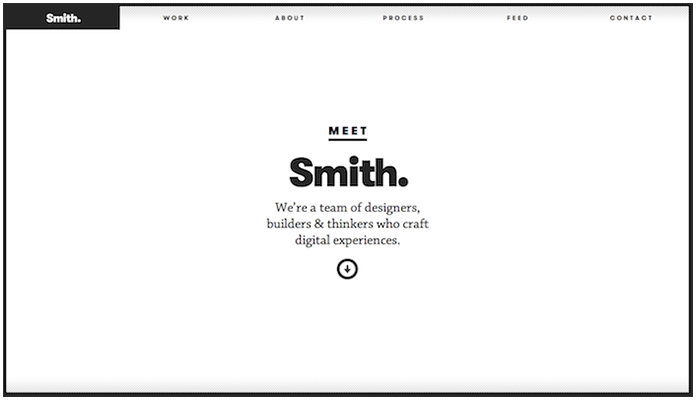 Smith.
WORK
ABOUT
PROCESS
FEED
CONTACT
MEET
Smith.
We're a team of designers,
builders & thinkers who craft
digital experiences.